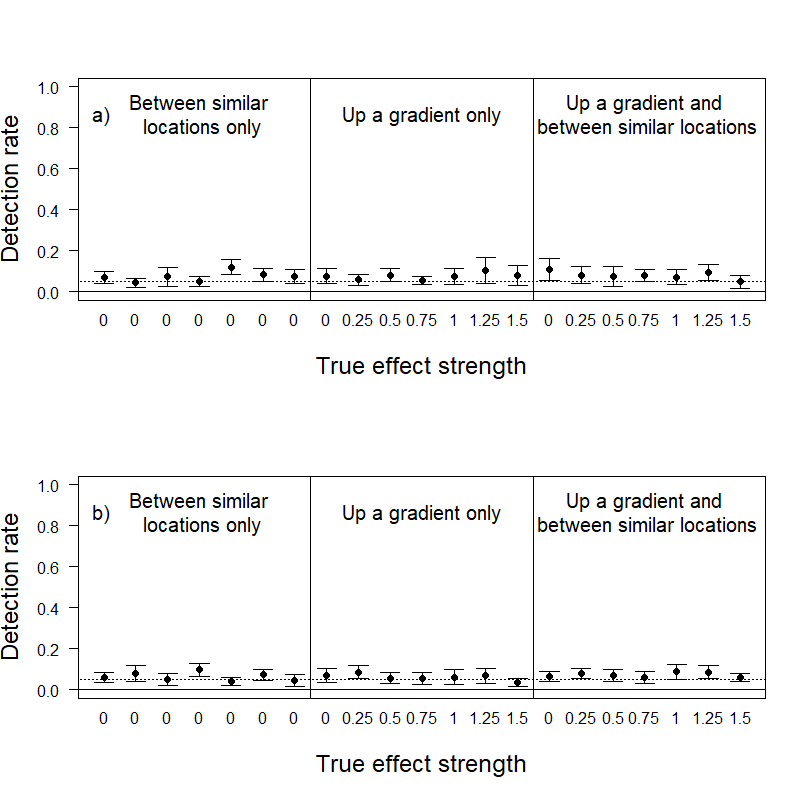 a)
Between similar
locations only
Up a gradient only
Up a gradient and
between similar locations
Detection rate
1.0
0.8
0.6
0.4
0.2
0.0
0 0 0 0 0 0 0 0 0.25 0.5 0.75 1 1.25 1.5 0 0.25 0.5 0.75 1 1.25 1.5
True effect strength
b)
Between similar
locations only
Up a gradient only
Up a gradient and
between similar locations
Detection rate
1.0
0.8
0.6
0.4
0.2
0.0
0 0 0 0 0 0 0 0 0.25 0.5 0.75 1 1.25 1.5 0 0.25 0.5 0.75 1 1.25 1.5
True effect strength